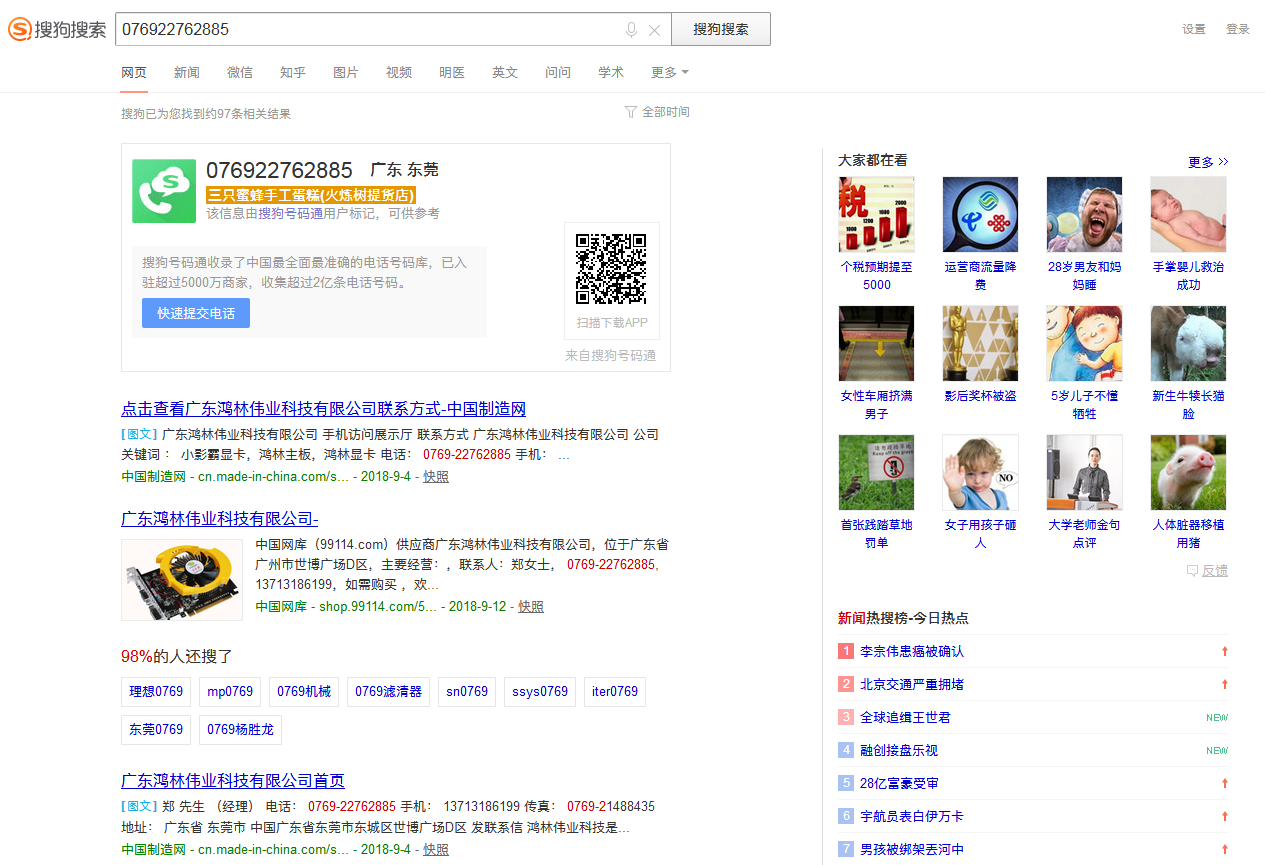 搜狗搜索
076922762885
搜狗搜索
设置 登录
网页 新闻 微信 知乎 图片 视频 明医 英文 问问 学术 更多
搜狗已为您找到约97条相关结果
全部时间
076922762885 广东 东莞
三只蜜蜂手工蛋糕(火炼树提货店)
该信息由搜狗号码通用户标记，可供参考
搜狗号码通收录了中国最全面最准确的电话号码库，已入
驻超过5000万商家，收集超过2亿条电话号码。
快速提交电话
扫描下载APP
来自搜狗号码通
点击查看广东鸿林伟业科技有限公司联系方式-中国制造网
[图文] 广东鸿林伟业科技有限公司 手机访问展示厅 联系方式 广东鸿林伟业科技有限公司 公司
关键词 ： 小影霸显卡，鸿林主板，鸿林显卡 电话： 0769-22762885 手机： ...
中国制造网 - cn.made-in-china.com/s... - 2018-9-4 - 快照
广东鸿林伟业科技有限公司-
中国网库（99114.com）供应商广东鸿林伟业科技有限公司，位于广东省
广州市世博广场D区，主要经营：，联系人：郑女士， 0769-22762885,
13713186199，如需购买 ，欢...
中国网库 - shop.99114.com/5... - 2018-9-12 - 快照
98%的人还搜了
理想0769 mp0769 0769机械 0769滤清器 sn0769 ssys0769 iter0769
东莞0769 0769杨胜龙
广东鸿林伟业科技有限公司首页
[图文] 郑 先生 （经理） 电话： 0769-22762885 手机： 13713186199 传真： 0769-21488435
地址： 广东省 东莞市 中国广东省东莞市东城区世博广场D区 发联系信 鸿林伟业科技是...
中国制造网 - cn.made-in-china.com/s... - 2018-9-4 - 快照
大家都在看
更多
税
1000 1200 1600 2000
个税预期提至
5000
运营商流量降
费
28岁男友和妈
妈睡
手掌婴儿救治
成功
女性车厢挤满
男子
影后奖杯被盗
5岁儿子不懂
牺牲
新生牛犊长猫
脸
Keep off the grass
首张践踏草地
罚单
NO
女子用孩子砸
人
大学老师金句
点评
人体脏器移植
用猪
反馈
新闻热搜榜-今日热点
1 李宗伟患癌被确认
2 北京交通严重拥堵
3 全球追缉王世君 NEW
4 融创接盘乐视 NEW
5 28亿富豪受审
6 宇航员表白伊万卡
7 男孩被绑架丢河中